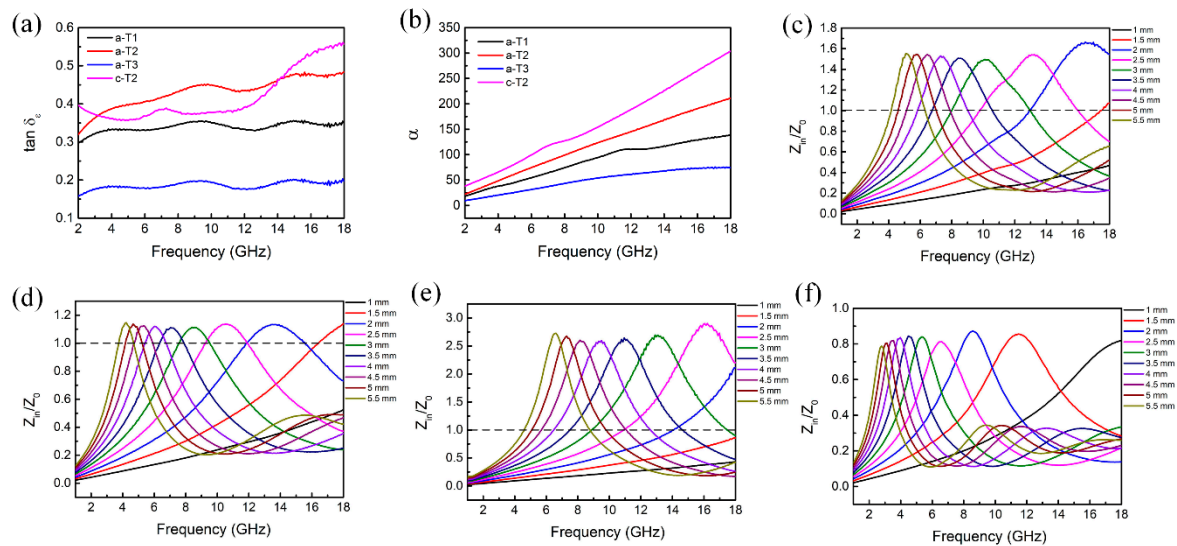 (a)
0.6
0.5
0.4
0.3
0.2
0.1
tan δε
a-T1
a-T2
a-T3
c-T2
2 4 6 8 10 12 14 16 18
Frequency (GHz)
(b)
350
325
300
275
250
225
200
175
150
125
100
75
50
25
0
α
a-T1
a-T2
a-T3
c-T2
2 4 6 8 10 12 14 16 18
Frequency (GHz)
(c)
1.8
1.6
1.4
1.2
1.0
0.8
0.6
0.4
0.2
0.0
Zin/Z0
2 4 6 8 10 12 14 16 18
Frequency (GHz)
1 mm
1.5 mm
2 mm
2.5 mm
3 mm
3.5 mm
4 mm
4.5 mm
5 mm
5.5 mm
(d)
1.2
1.0
0.8
0.6
0.4
0.2
0.0
Zin/Z0
2 4 6 8 10 12 14 16 18
Frequency (GHz)
1 mm
1.5 mm
2 mm
2.5 mm
3 mm
3.5 mm
4 mm
4.5 mm
5 mm
5.5 mm
(e)
3.0
2.5
2.0
1.5
1.0
0.5
0.0
Zin/Z0
2 4 6 8 10 12 14 16 18
Frequency (GHz)
1 mm
1.5 mm
2 mm
2.5 mm
3 mm
3.5 mm
4 mm
4.5 mm
5 mm
5.5 mm
(f)
1.0
0.8
0.6
0.4
0.2
0.0
Zin/Z0
2 4 6 8 10 12 14 16 18
Frequency (GHz)
1 mm
1.5 mm
2 mm
2.5 mm
3 mm
3.5 mm
4 mm
4.5 mm
5 mm
5.5 mm